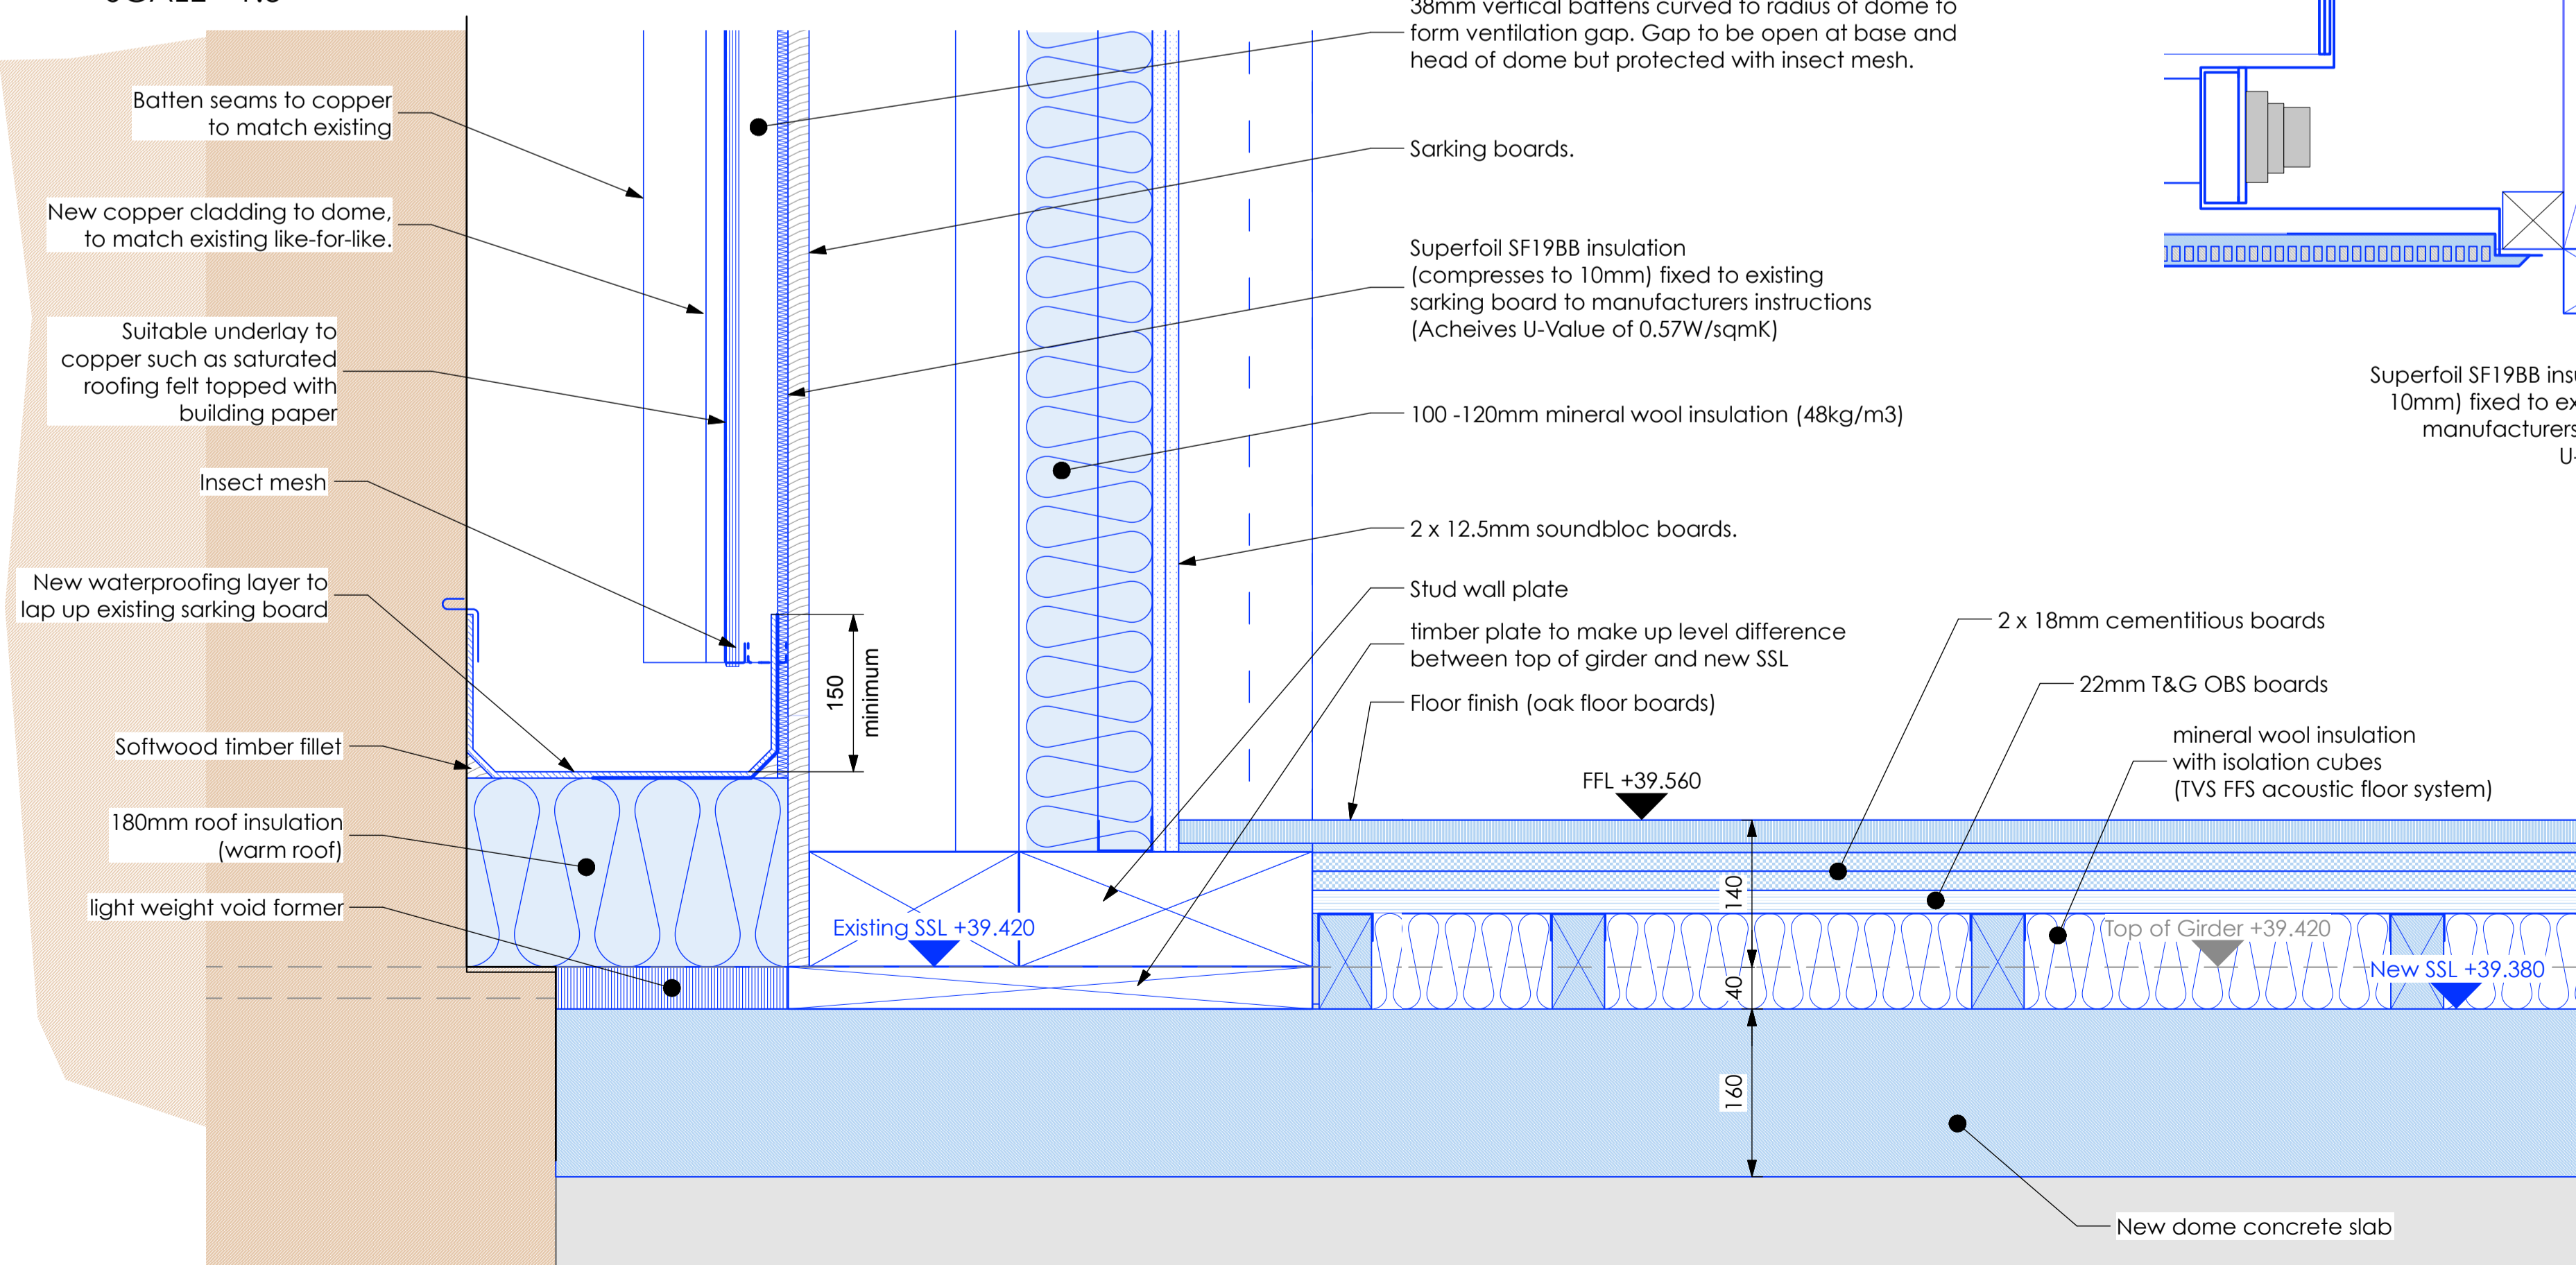 38mm vertical battens curved to radius of dome to
form ventilation gap. Gap to be open at base and
head of dome but protected with insect mesh.
Batten seams to copper
to match existing
Sarking boards.
New copper cladding to dome,
to match existing like-for-like.
Superfoil SF19BB insulation
(compresses to 10mm) fixed to existing
sarking board to manufacturers instructions
(Acheives U-Value of 0.57W/sqmK)
Suitable underlay to
copper such as saturated
roofing felt topped with
building paper
Superfoil SF19BB
10mm) fixed to
manufacturers
100 -120mm mineral wool insulation (48kg/m3)
Insect mesh
2 x 12.5mm soundbloc boards.
New waterproofing layer to
lap up existing sarking board
Stud wall plate
timber plate to make up level difference
between top of girder and new SSL
Floor finish (oak floor boards)
150
minimum
2 x 18mm cementitious boards
22mm T&G OBS boards
mineral wool insulation
with isolation cubes
(TVS FFS acoustic floor system)
Softwood timber fillet
180mm roof insulation
(warm roof)
light weight void former
FFL +39.560
Existing SSL +39.420
140
Top of Girder +39.420
New SSL +39.380
40
160
New dome concrete slab